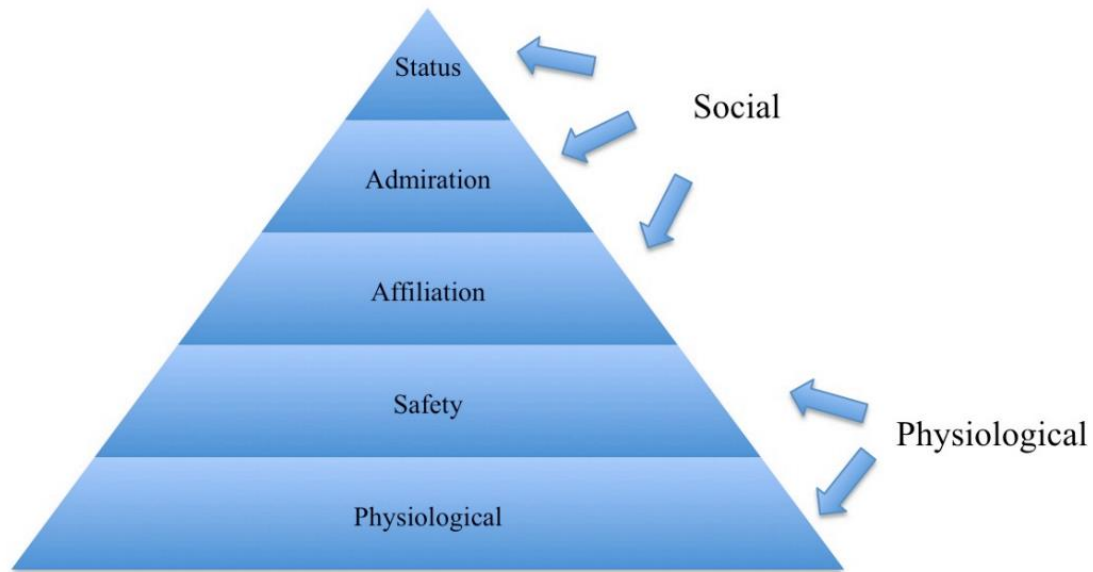 Status
Social
Admiration
Affiliation
Safety
Physiological
Physiological